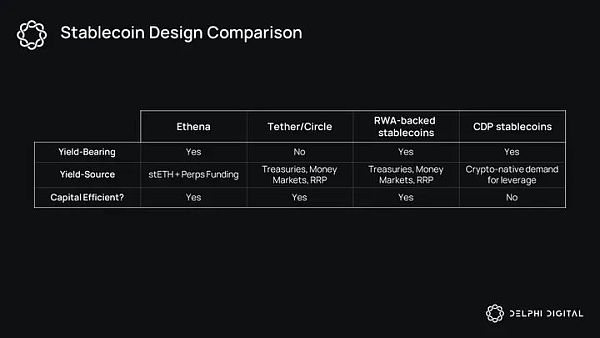 Stablecoin Design Comparison
Ethena
Tether/Circle
RWA-backed
stablecoins
CDP stablecoins
Yield-Bearing
Yes
No
Yes
Yes
Yield-Source
stETH + Perps Funding
Treasuries, Money
Markets, RRP
Treasuries, Money
Markets, RRP
Crypto-native demand
for leverage
Capital Efficient?
Yes
Yes
Yes
No
DELPHI DIGITAL